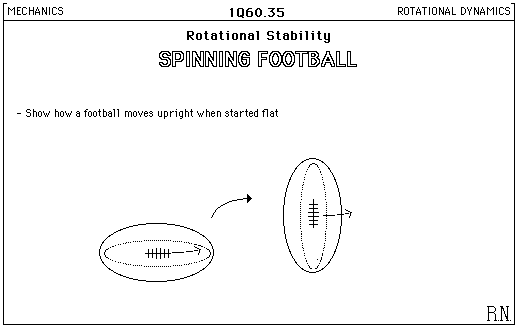 MECHANICS
1Q60.35
ROTATIONAL DYNAMICS
Rotational Stability
SPINNING FOOTBALL
- Show how a football moves upright when started flat
R.N.